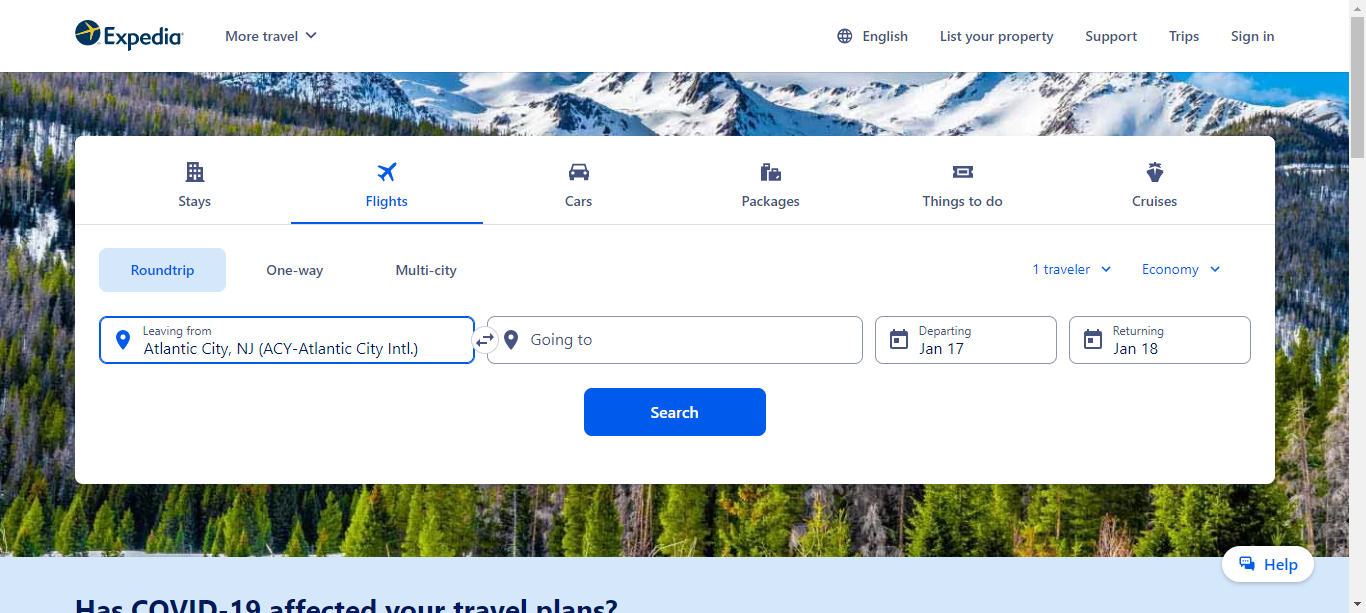 Expedia
More travel
English
List your property
Support
Trips
Sign in
Stays
Flights
Cars
Packages
Things to do
Cruises
Roundtrip
One-way
Multi-city
1 traveler
Economy
Leaving from
Atlantic City, NJ (ACY-Atlantic City Intl.)
Going to
Departing
Jan 17
Returning
Jan 18
Search
Help
Has COVID-19 affected your travel plans?